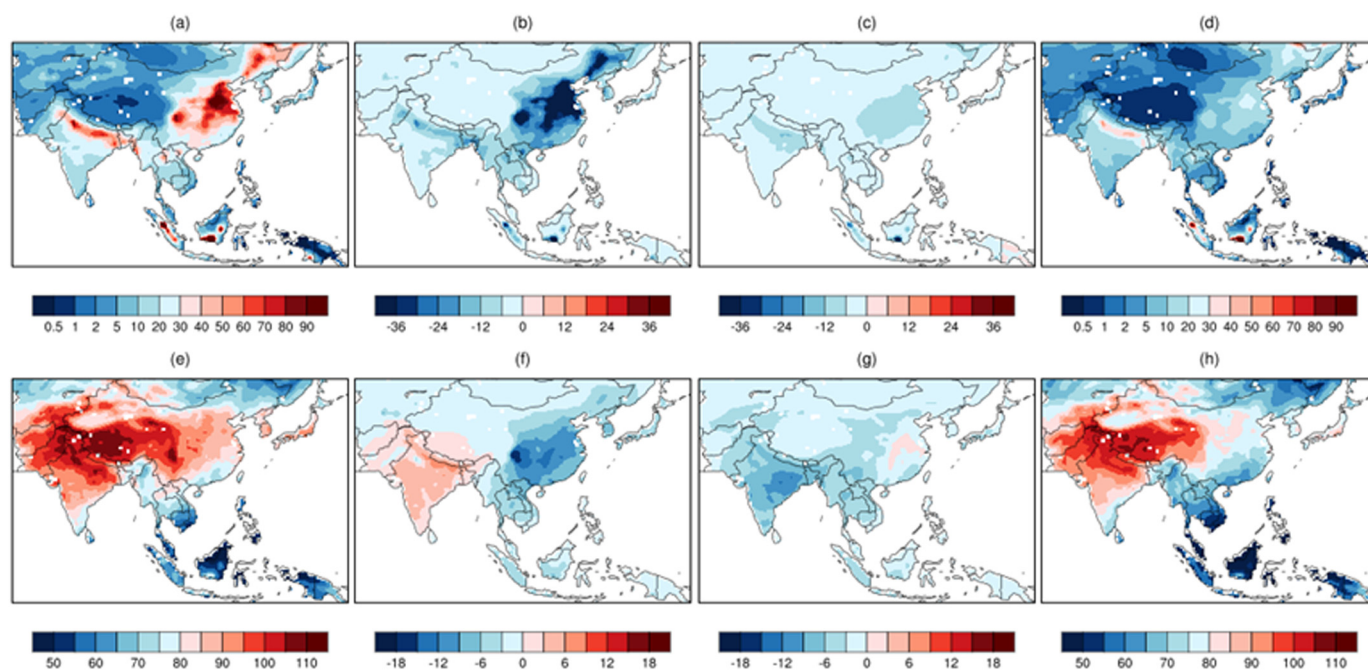 (a) (b) (c) (d)
0.5 1 2 5 10 20 30 40 50 60 70 80 90 -36 -24 -12 0 12 24 36 -36 -24 -12 0 12 24 36 0.5 1 2 5 10 20 30 40 50 60 70 80 90
(e) (f) (g) (h)
50 60 70 80 90 100 110 -18 -12 -6 0 6 12 18 -18 -12 -6 0 6 12 18 50 60 70 80 90 100 110